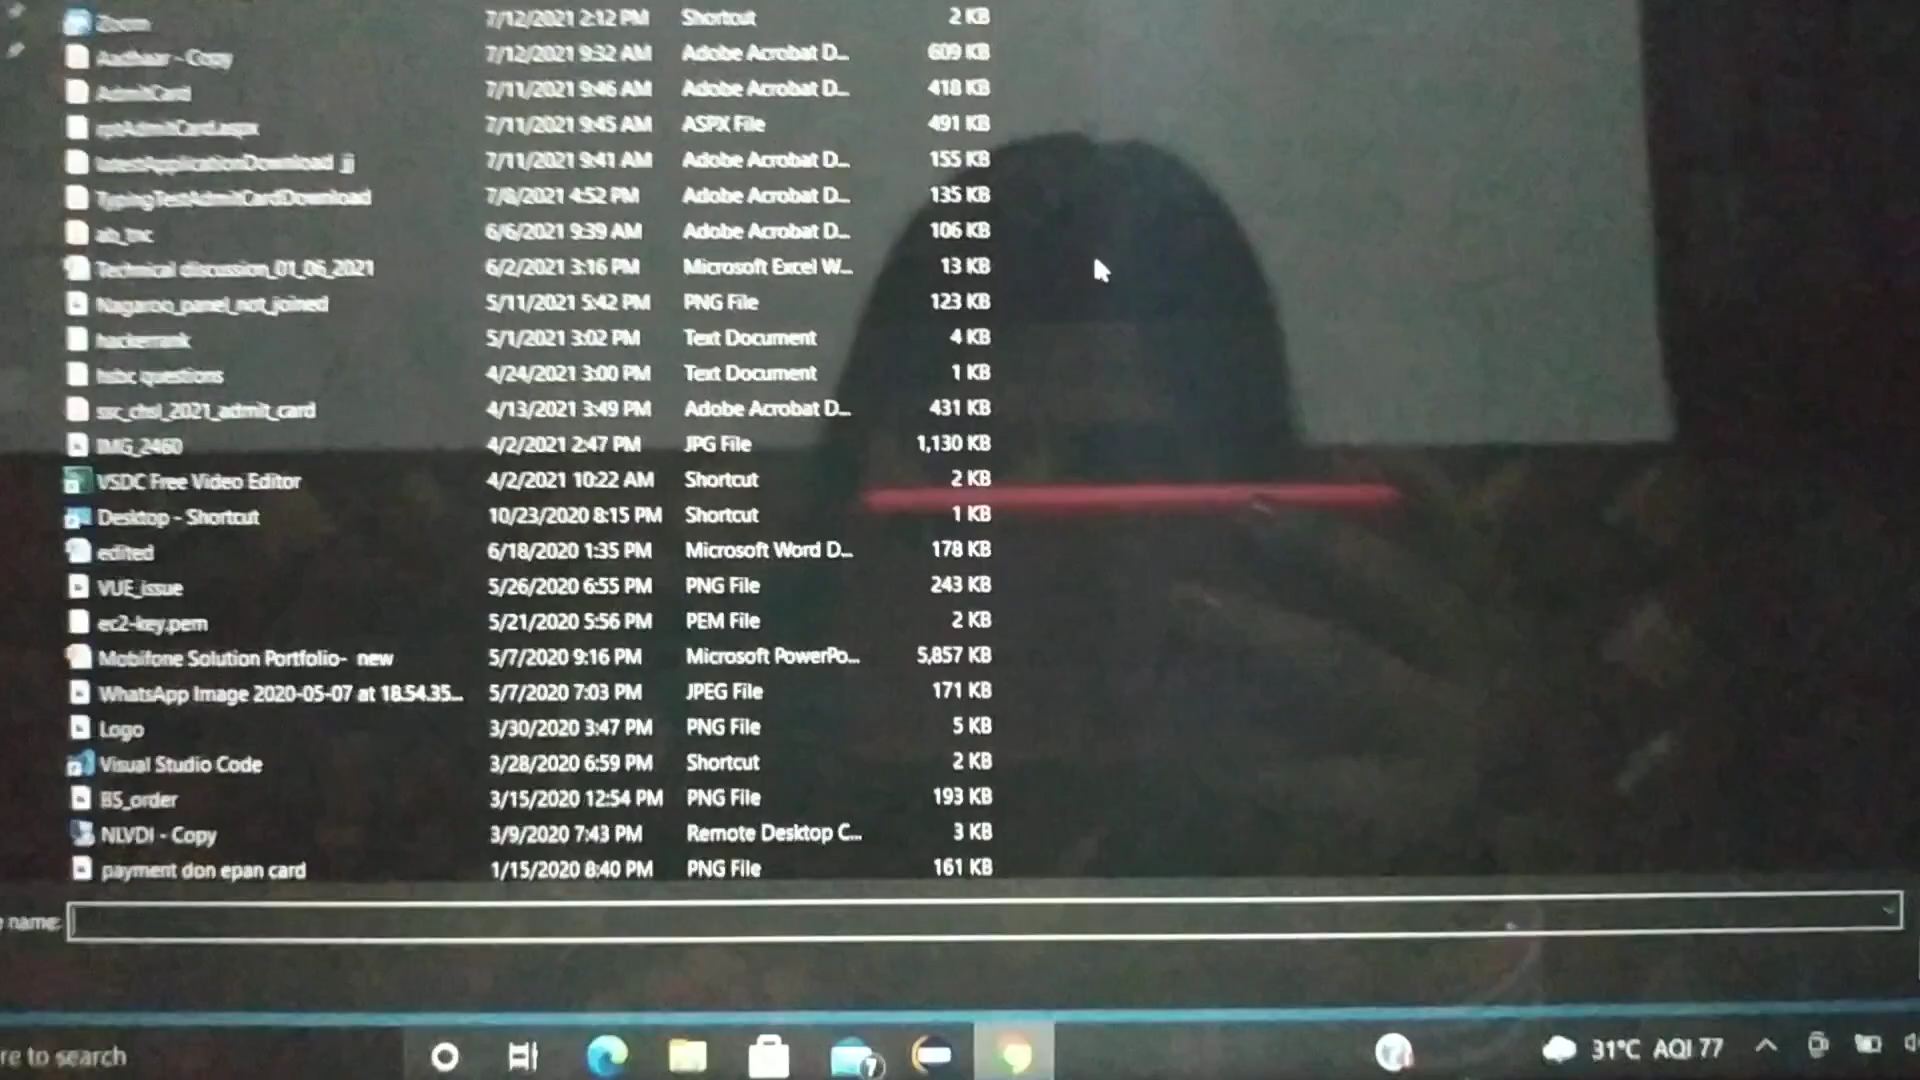 Zoom 7/12/2021 2:12 PM Shortcut 2 KB
Aadhaar - Copy 7/12/2021 9:32 AM Adobe Acrobat D... 609 KB
AdmitCard 7/11/2021 9:46 AM Adobe Acrobat D... 418 KB
rptAdmitCard.aspx 7/11/2021 9:45 AM ASPX File 491 KB
latestApplicationDownload jjj 7/11/2021 9:41 AM Adobe Acrobat D... 155 KB
TypingTestAdmitCardDownload 7/8/2021 4:52 PM Adobe Acrobat D... 135 KB
ab_tnc 6/6/2021 9:39 AM Adobe Acrobat D... 106 KB
Technical discussion_01_06_2021 6/2/2021 3:16 PM Microsoft Excel W... 13 KB
Nagarro_panel_not_joined 5/11/2021 5:42 PM PNG File 123 KB
hackerrank 5/1/2021 3:02 PM Text Document 4 KB
hsbc questions 4/24/2021 3:00 PM Text Document 1 KB
ssc_chsl_2021_admit_card 4/13/2021 3:49 PM Adobe Acrobat D... 431 KB
IMG_2460 4/2/2021 2:47 PM JPG File 1,130 KB
VSDC Free Video Editor 4/2/2021 10:22 AM Shortcut 2 KB
Desktop - Shortcut 10/23/2020 8:15 PM Shortcut 1 KB
edited 6/18/2020 1:35 PM Microsoft Word D... 178 KB
VUE_issue 5/26/2020 6:55 PM PNG File 243 KB
ec2-key.pem 5/21/2020 5:56 PM PEM File 2 KB
Mobifone Solution Portfolio- new 5/7/2020 9:16 PM Microsoft PowerPo... 5,857 KB
WhatsApp Image 2020-05-07 at 18.54.35... 5/7/2020 7:03 PM JPEG File 171 KB
Logo 3/30/2020 3:47 PM PNG File 5 KB
Visual Studio Code 3/28/2020 6:59 PM Shortcut 2 KB
BS_order 3/15/2020 12:54 PM PNG File 193 KB
NLVDI - Copy 3/9/2020 7:43 PM Remote Desktop C... 3 KB
payment don epan card 1/15/2020 8:40 PM PNG File 161 KB
name:
re to search 7 31°C AQI 77